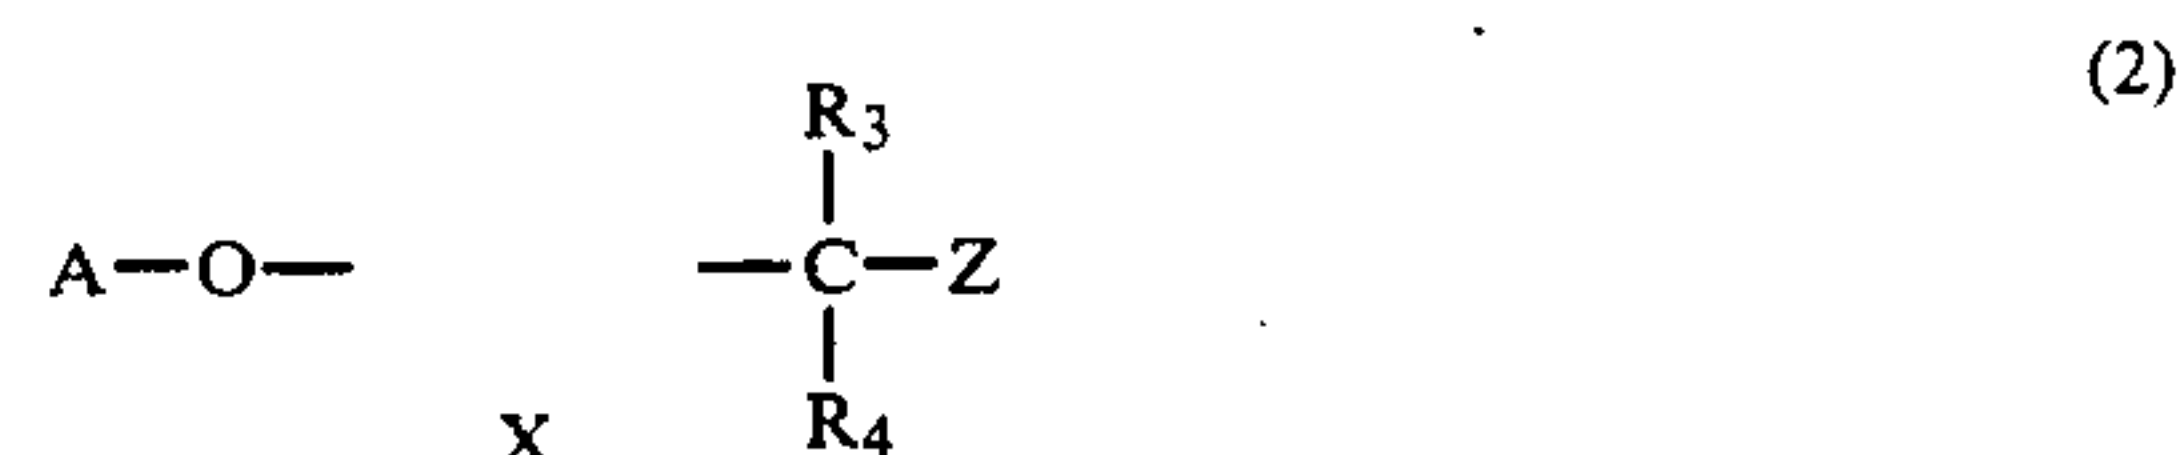 (2)
R3
A—O— —C—Z
R4
X